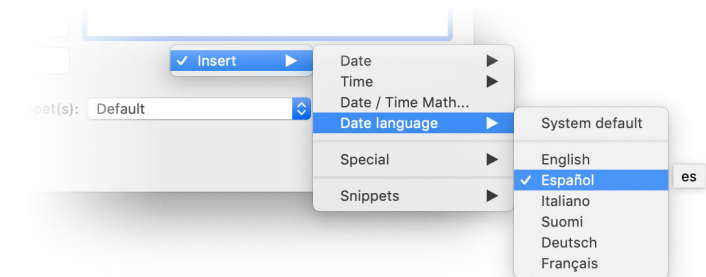 ✓ Insert
Date
Time
Date / Time Math...
Date language
Special
Snippets
pet(s): Default
System default
English
✓ Español
Italiano
Suomi
Deutsch
Français
es